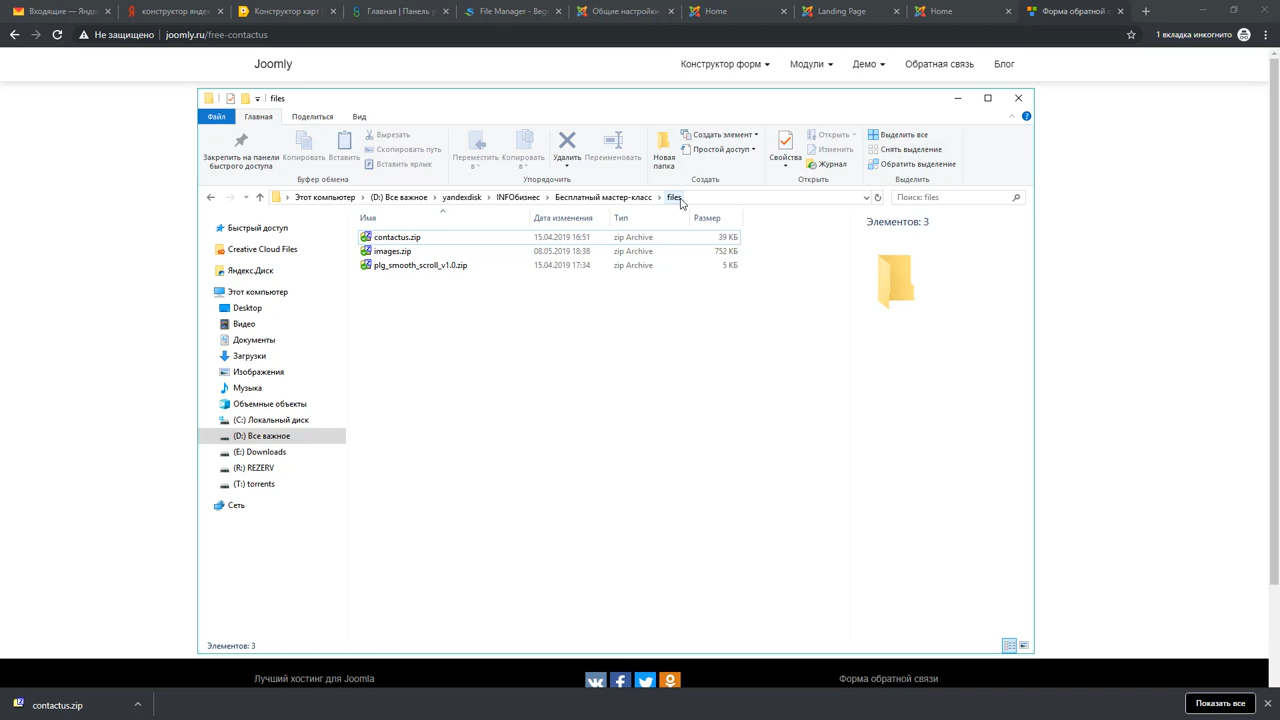 Входящие — Янд
конструктор янде
Конструктор карт
Главная | Панель у
File Manager - Beg
Общие настройки
Home
Landing Page
Home
Форма обратной с
Не защищено
joomly.ru/free-contactus
1 вкладка инкогнито
Joomly
Конструктор форм
Модули
Демо
Обратная связь
Блог
files
Файл
Главная
Поделиться
Вид
Закрепить на панели быстрого доступа
Копировать
Вставить
Вырезать
Скопировать путь
Вставить ярлык
Буфер обмена
Переместить в
Копировать в
Удалить
Переименовать
Упорядочить
Новая папка
Создать элемент
Простой доступ
Создать
Свойства
Открыть
Изменить
Журнал
Открыть
Выделить все
Снять выделение
Обратить выделение
Выделить
Этот компьютер
(D:) Все важное
yandexdisk
INFOбизнес
Бесплатный мастер-класс
files
Поиск: files
Имя
Дата изменения
Тип
Размер
contactus.zip 15.04.2019 16:51 zip Archive 39 КБ
images.zip 08.05.2019 18:38 zip Archive 752 КБ
plg_smooth_scroll_v1.0.zip 15.04.2019 17:34 zip Archive 5 КБ
Элементов: 3
Быстрый доступ
Creative Cloud Files
Яндекс.Диск
Этот компьютер
Desktop
Видео
Документы
Загрузки
Изображения
Музыка
Объемные объекты
(C:) Локальный диск
(D:) Все важное
(E:) Downloads
(R:) REZERV
(T:) torrents
Сеть
Элементов: 3
Лучший хостинг для Joomla
Форма обратной связи
contactus.zip
Показать все